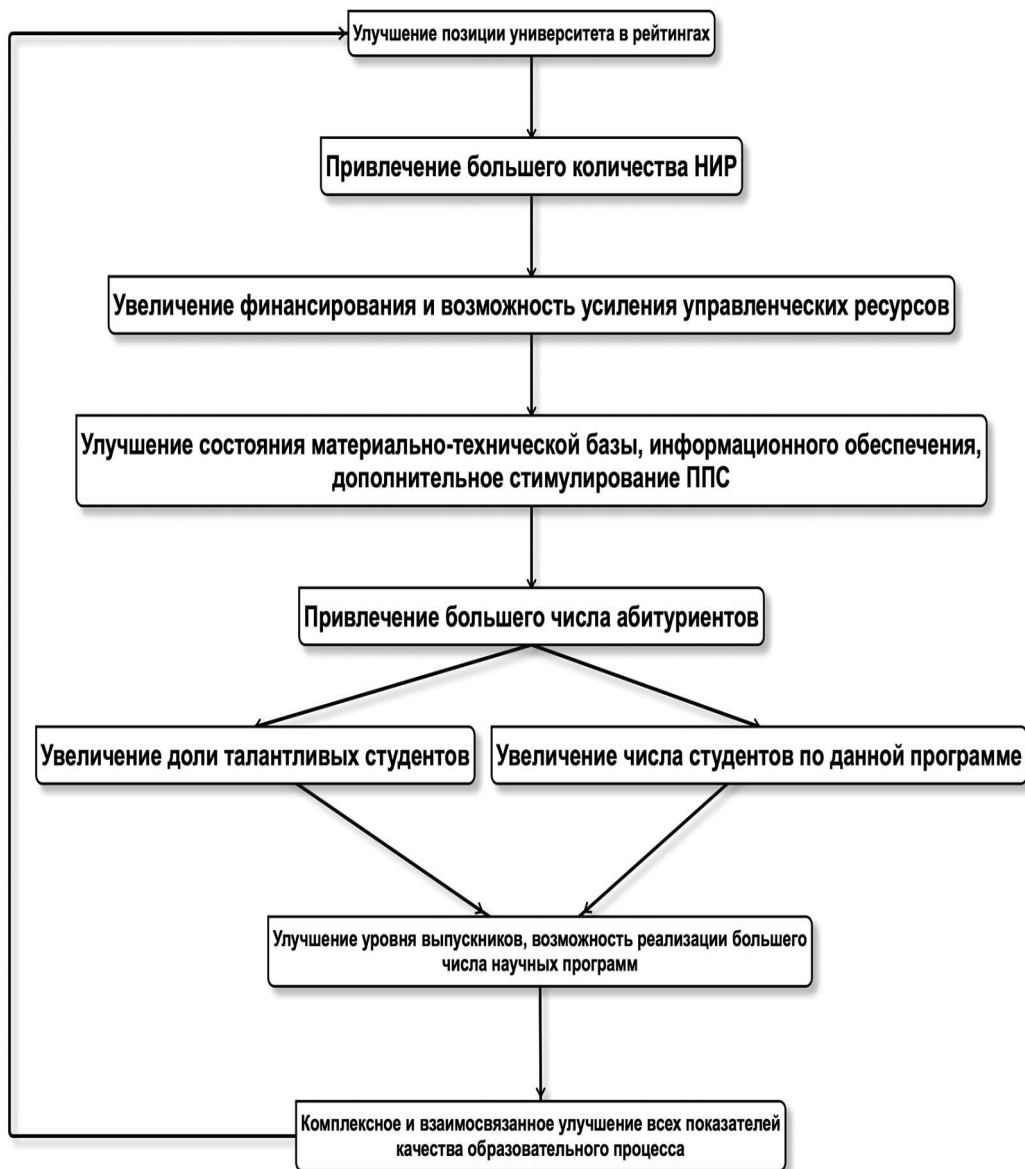 Улучшение позиции университета в рейтингах
Привлечение большего количества НИР
Увеличение финансирования и возможность усиления управленческих ресурсов
Улучшение состояния материально-технической базы, информационного обеспечения,
дополнительное стимулирование ППС
Привлечение большего числа абитуриентов
Увеличение доли талантливых студентов
Увеличение числа студентов по данной программе
Улучшение уровня выпускников, возможность реализации большего
числа научных программ
Комплексное и взаимосвязанное улучшение всех показателей
качества образовательного процесса